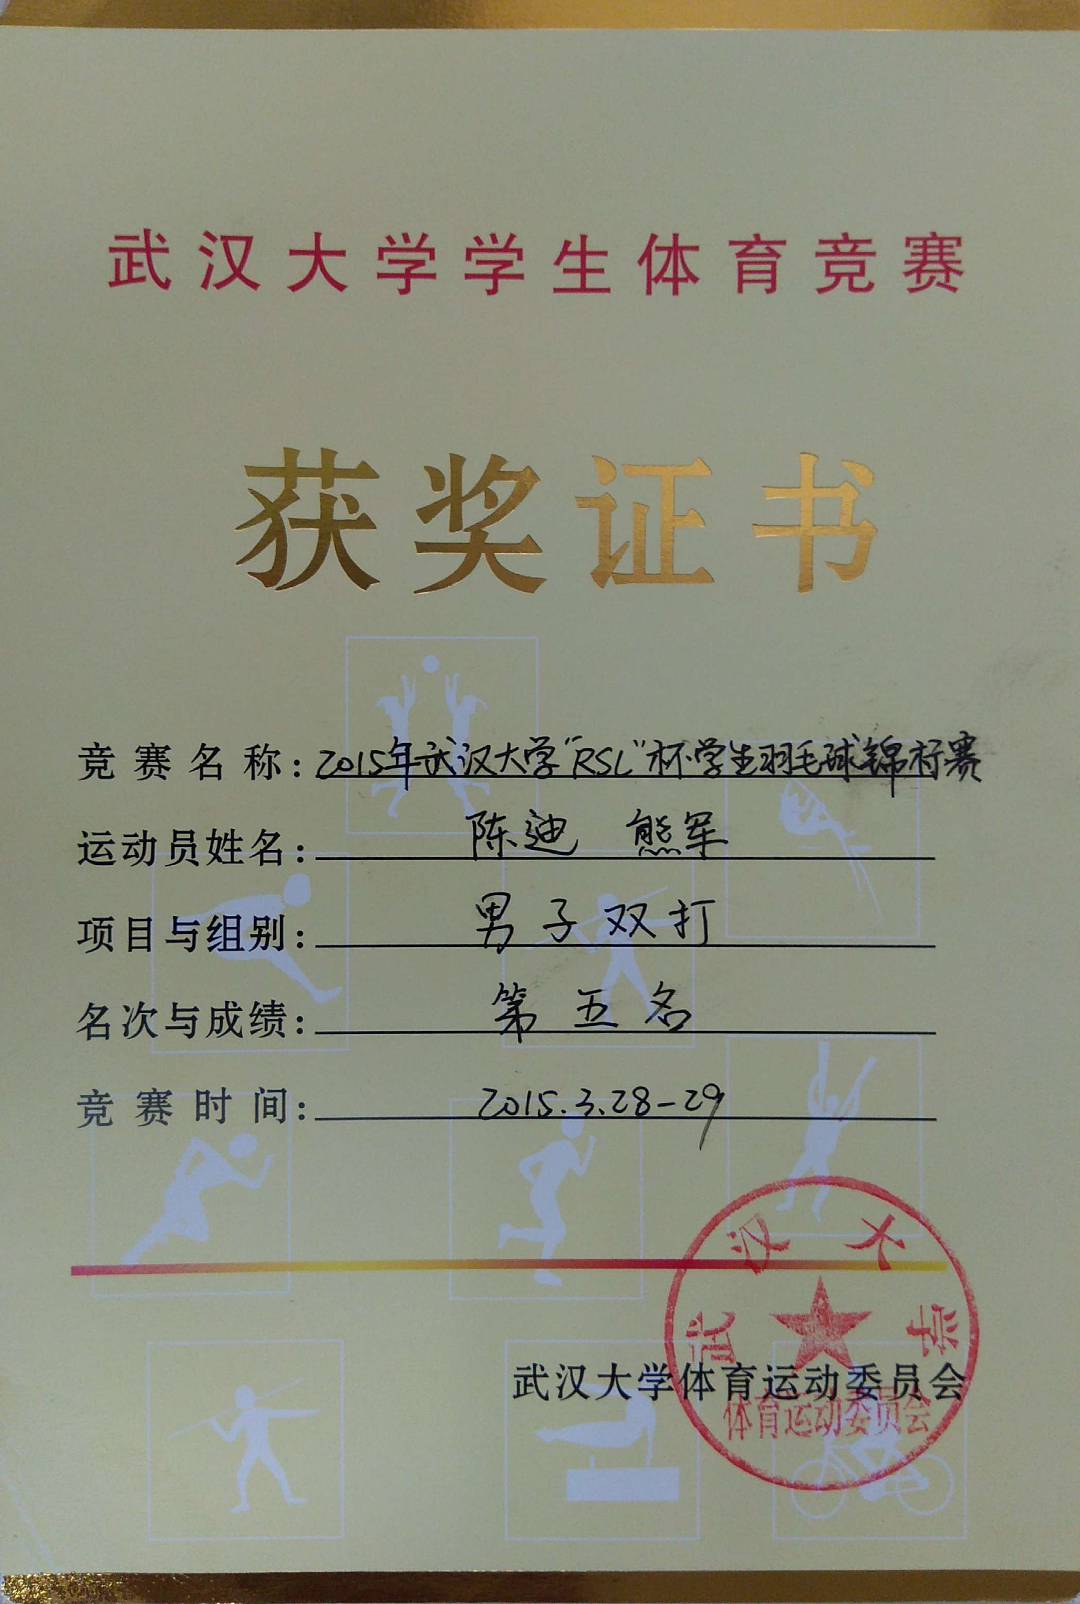 武汉大学学生体育竞赛
获奖证书
竞赛名称：2015年武汉大学“RSL”杯学生羽毛球锦标赛
运动员姓名：陈迪 熊军
项目与组别：男子双打
名次与成绩：第五名
竞赛时间：2015.3.28-29
武汉大学
武汉大学体育运动委员会
体育运动委员会